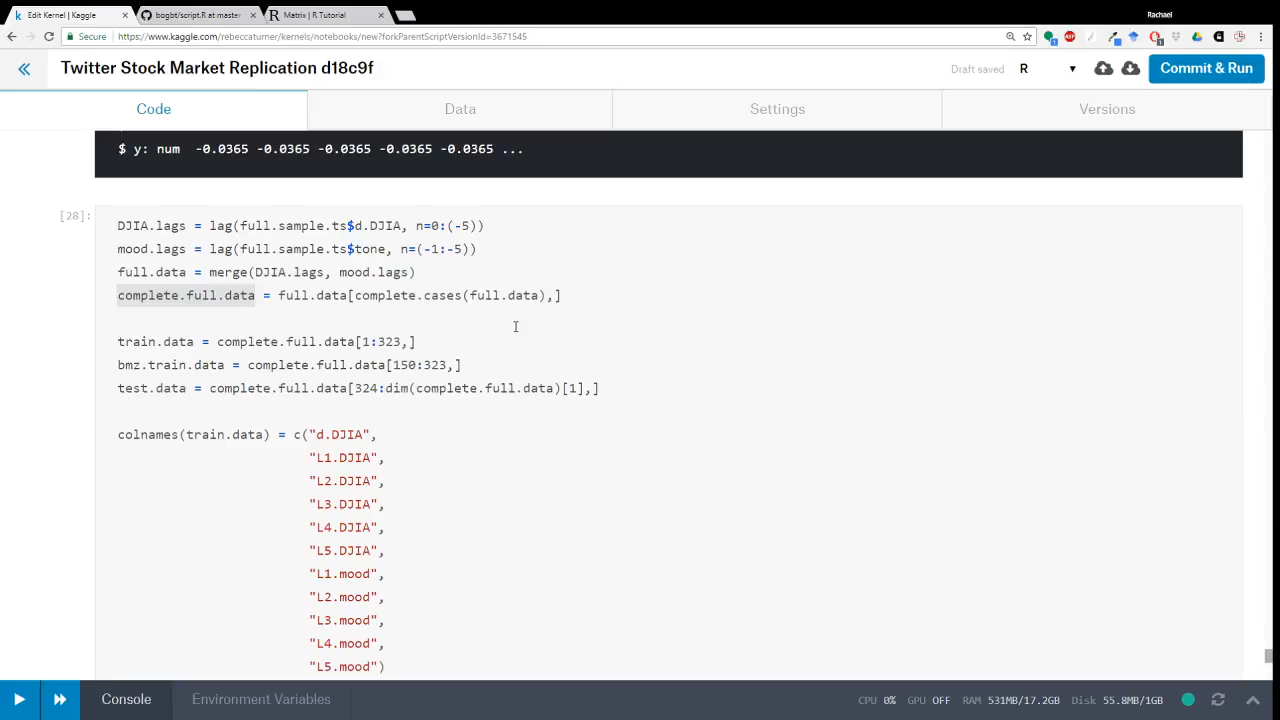 Edit Kernel | Kaggle
bogbt/script.R at master
Matrix | R Tutorial
Rachael
Secure
https://www.kaggle.com/rebeccaturner/kernels/notebooks/new?forkParentScriptVersionId=3671545
Twitter Stock Market Replication d18c9f
Draft saved
R
Commit & Run
Code
Data
Settings
Versions
$ y: num -0.0365 -0.0365 -0.0365 -0.0365 -0.0365 ...
[28]:
DJIA.lags = lag(full.sample.ts$d.DJIA, n=0:(-5))
mood.lags = lag(full.sample.ts$tone, n=(-1:-5))
full.data = merge(DJIA.lags, mood.lags)
complete.full.data = full.data[complete.cases(full.data),]
train.data = complete.full.data[1:323,]
bmz.train.data = complete.full.data[150:323,]
test.data = complete.full.data[324:dim(complete.full.data)[1],]
colnames(train.data) = c("d.DJIA",
"L1.DJIA",
"L2.DJIA",
"L3.DJIA",
"L4.DJIA",
"L5.DJIA",
"L1.mood",
"L2.mood",
"L3.mood",
"L4.mood",
"L5.mood")
Console
Environment Variables
CPU 0% GPU OFF RAM 531MB/17.2GB Disk 55.8MB/1GB